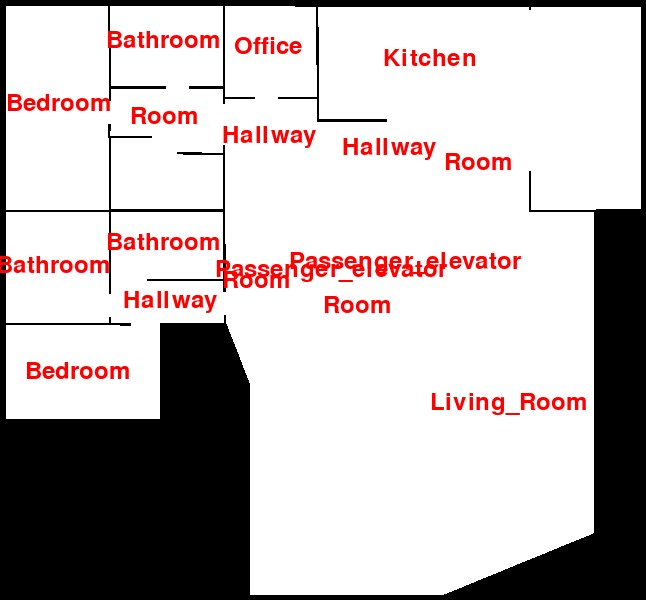 Bathroom
Office
Kitchen
Bedroom
Room
Hallway
Hallway
Room
Bathroom
Passenger_elevator
Bathroom
Passenger_elevator
Room
Hallway
Room
Bedroom
Living_Room